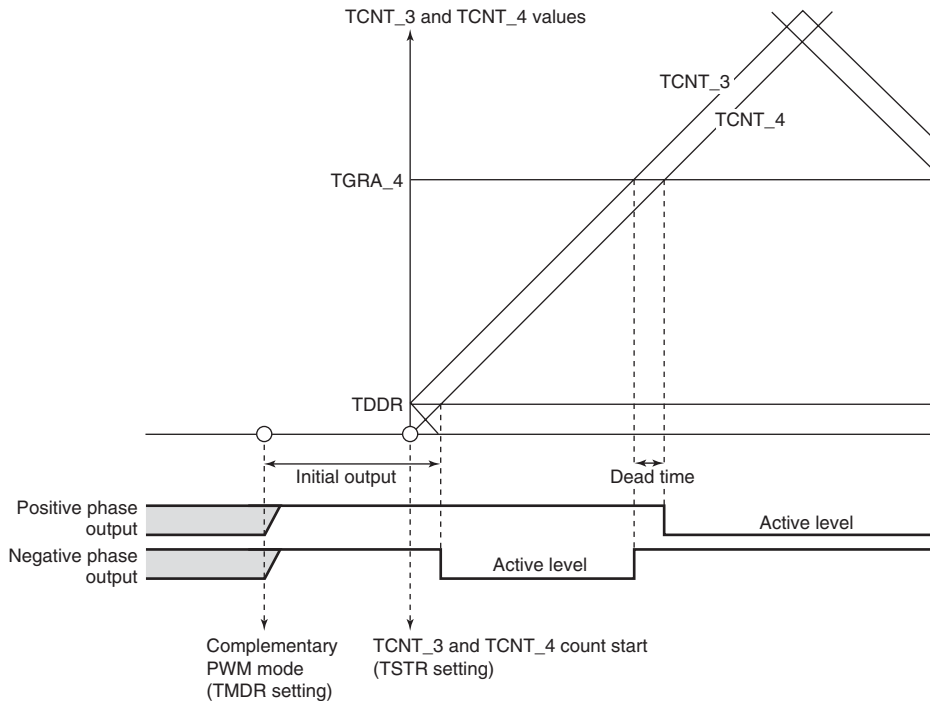 TCNT_3 and TCNT_4 values
TCNT_3
TCNT_4
TGRA_4
TDDR
Initial output
Dead time
Positive phase
output
Active level
Negative phase
output
Active level
Complementary
PWM mode
(TMDR setting)
TCNT_3 and TCNT_4 count start
(TSTR setting)